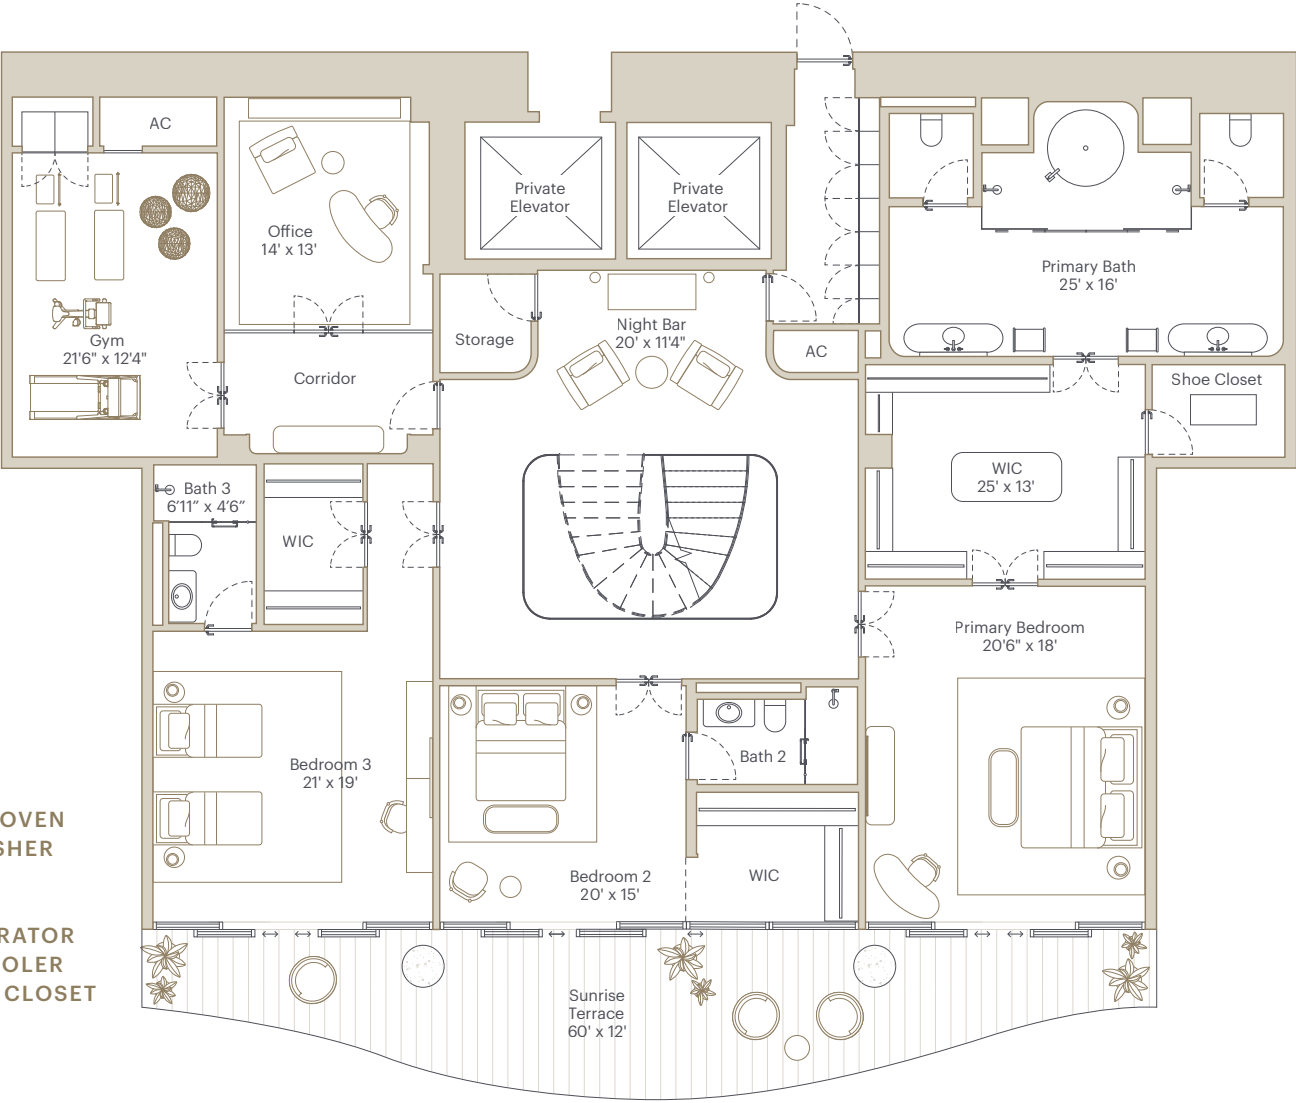 AC
Private
Elevator
Private
Elevator
Office
14' x 13'
Primary Bath
25' x 16'
Gym
21'6" x 12'4"
Storage
Night Bar
20' x 11'4"
AC
Corridor
Shoe Closet
WIC
25' x 13'
Bath 3
6'11” x 4'6”
WIC
Primary Bedroom
20'6" x 18'
Bedroom 3
21' x 19'
Bath 2
Bedroom 2
20' x 15'
WIC
OVEN
SHER
RATOR
OLER
CLOSET
Sunrise
Terrace
60' x 12'